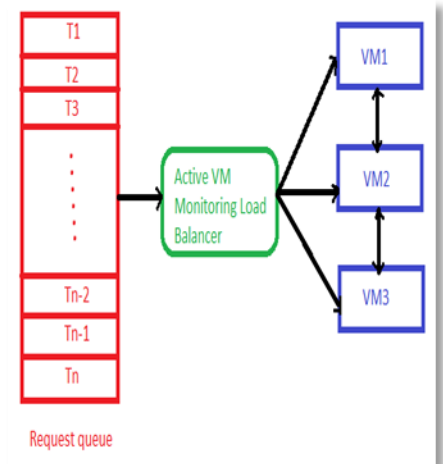 T1
T2
T3
Tn-2
Tn-1
Tn
Request queue
Active VM
Monitoring Load
Balancer
VM1
VM2
VM3